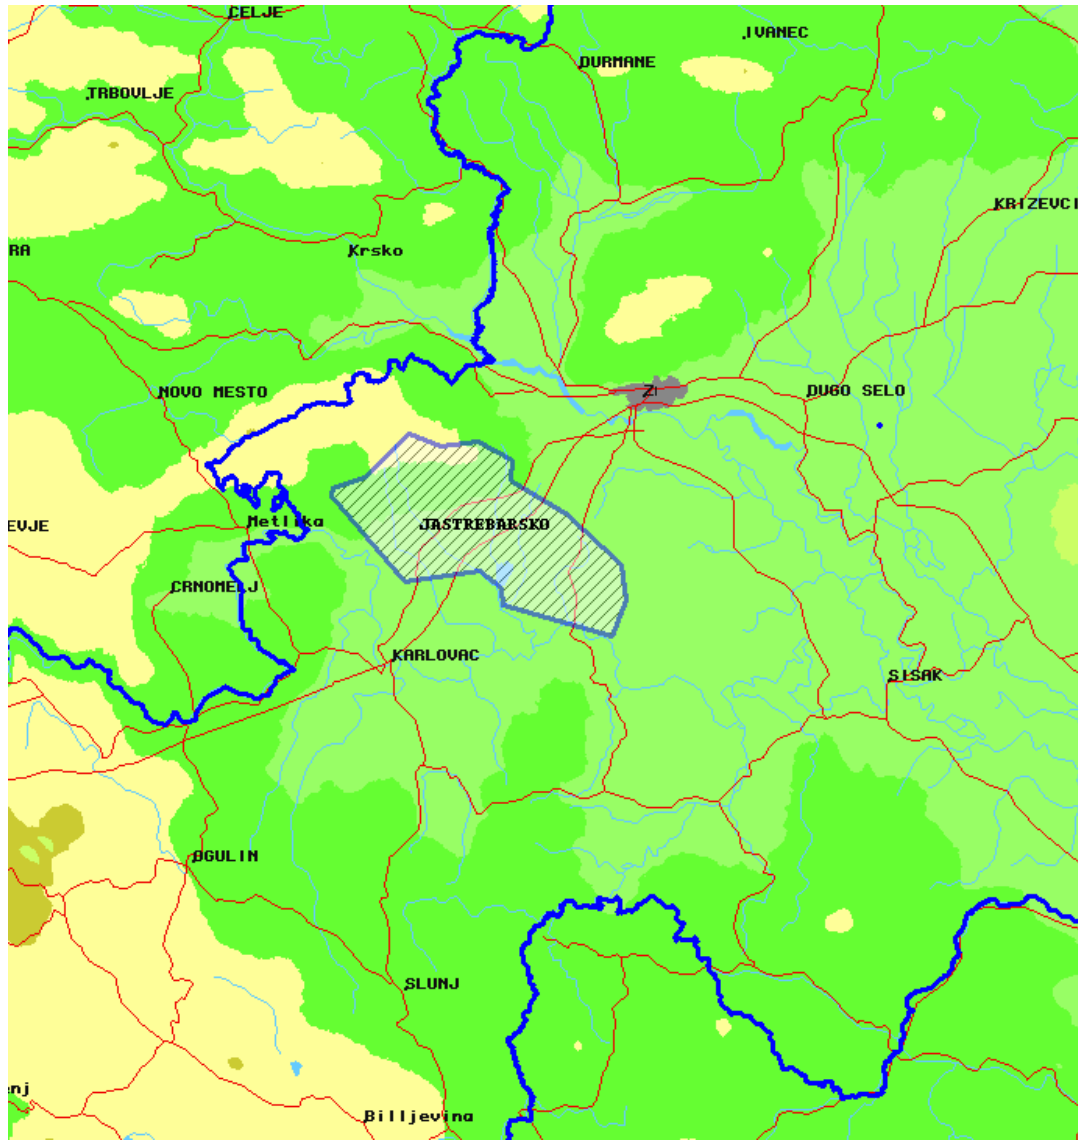 CELJE
IVANEC
DURMANE
TRBOVLJE
KRIZEVCI
RA
Krsko
NOVO MESTO
DUGO SELO
EVJE
Metlika
JASTREBARSKO
CRNOMELJ
KARLOVAC
SISAK
OGULIN
SLUNJ
enj
Billjevina